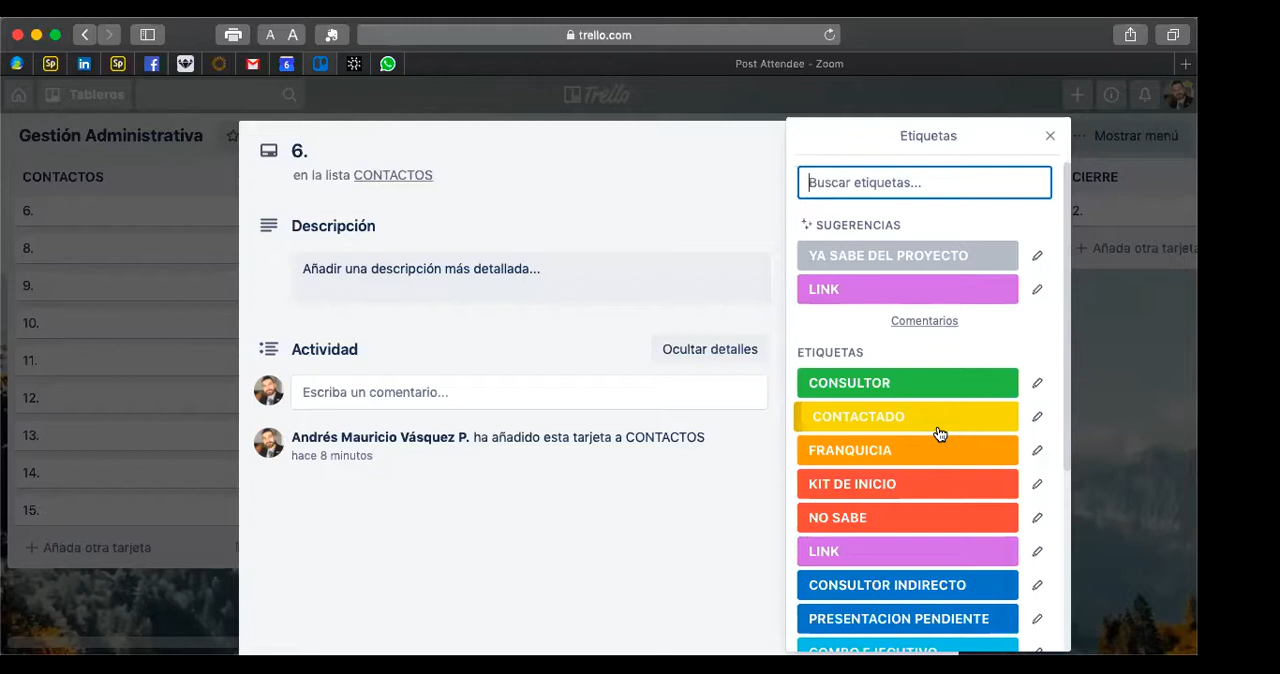 A A
trello.com
Post Attendee - Zoom
Tableros
Trello
Gestión Administrativa
Mostrar menú
CONTACTOS
6.
8.
9.
10.
11.
12.
13.
14.
15.
+ Añada otra tarjeta
6.
en la lista CONTACTOS
Descripción
Añadir una descripción más detallada...
Actividad
Ocultar detalles
Escriba un comentario...
Andrés Mauricio Vásquez P. ha añadido esta tarjeta a CONTACTOS
hace 8 minutos
Etiquetas
Buscar etiquetas...
SUGERENCIAS
YA SABE DEL PROYECTO
LINK
Comentarios
ETIQUETAS
CONSULTOR
CONTACTADO
FRANQUICIA
KIT DE INICIO
NO SABE
LINK
CONSULTOR INDIRECTO
PRESENTACION PENDIENTE
COMBO EJECUTIVO
CIERRE
2.
+ Añada otra tarjeta